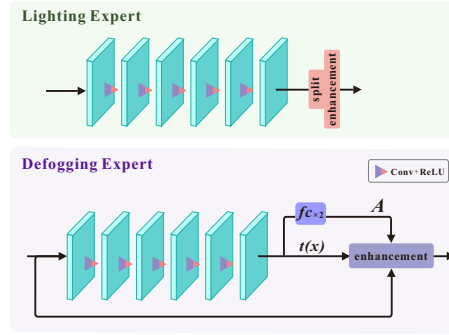 Lighting Expert
split
enhancement
Defogging Expert
Conv+ReLU
fc×2
A
t(x)
enhancement